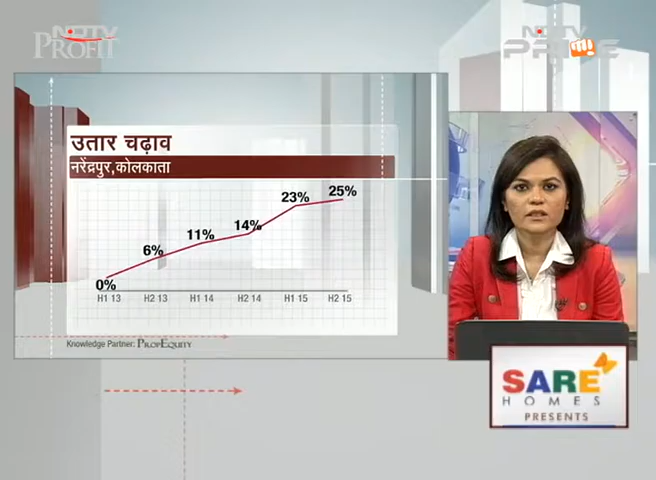 NDTV
PROFIT
NDTV
PRIME
उतार चढ़ाव
नरेंद्रपुर,कोलकाता
0%
6%
11%
14%
23%
25%
H1 13
H2 13
H1 14
H2 14
H1 15
H2 15
Knowledge Partner: PROPEQUITY
SARE
HOMES
PRESENTS